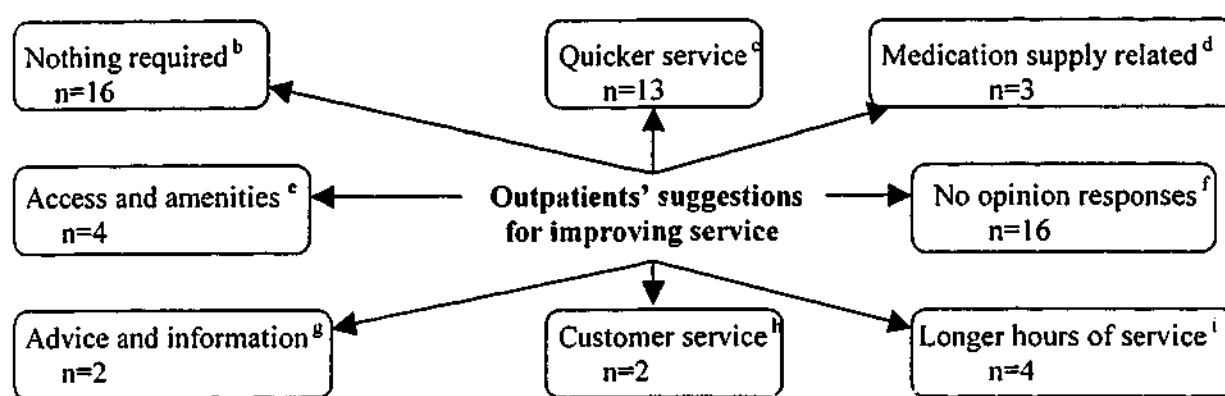 Nothing required b
n=16
Quicker service c
n=13
Medication supply related d
n=3
Access and amenities e
n=4
Outpatients' suggestions
for improving service
No opinion responses f
n=16
Advice and information g
n=2
Customer service h
n=2
Longer hours of service i
n=4